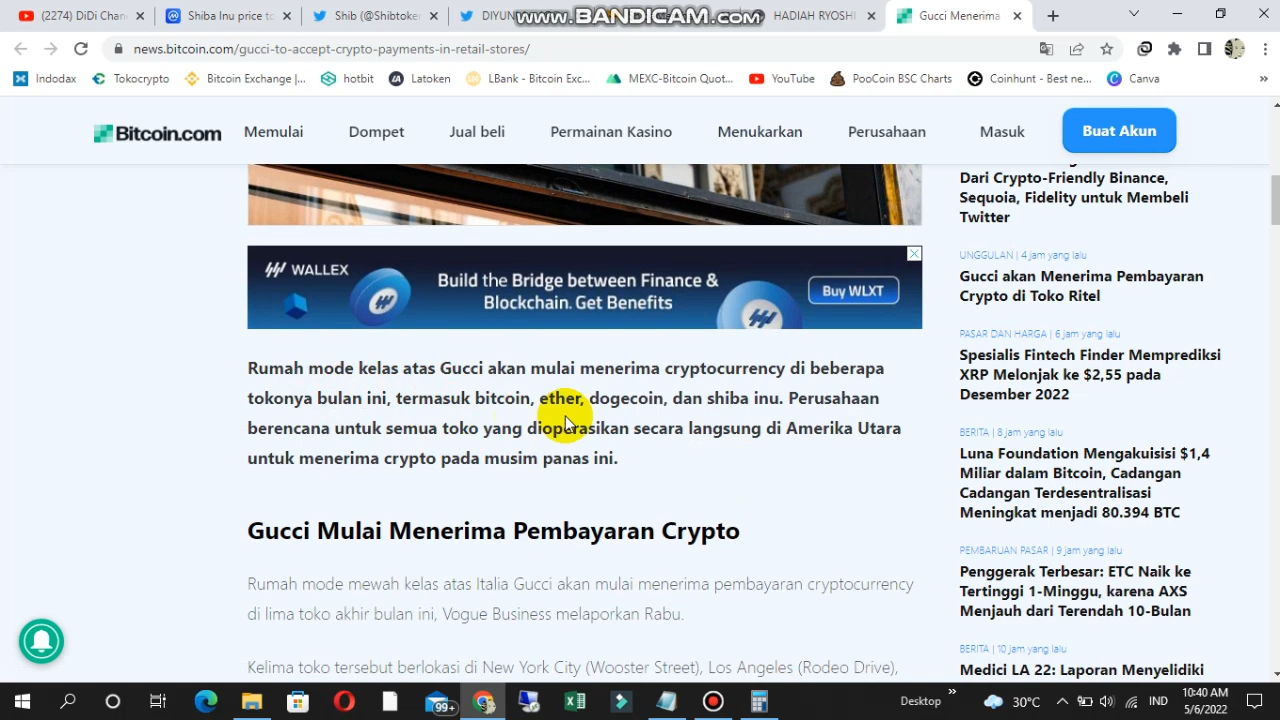 (2274) DiDi Chan
Shiba Inu price to
Shib (@Shibtoke
DIYUN
www.BANDICAM.com
HADIAH RYOSHI
Gucci Menerima
news.bitcoin.com/gucci-to-accept-crypto-payments-in-retail-stores/
Indodax
Tokocrypto
Bitcoin Exchange |...
hotbit
Latoken
LBank - Bitcoin Exc...
MEXC-Bitcoin Quot...
YouTube
PooCoin BSC Charts
Coinhunt - Best ne...
Canva
»
Bitcoin.com
Memulai
Dompet
Jual beli
Permainan Kasino
Menukarkan
Perusahaan
Masuk
Buat Akun
WALLEX
Build the Bridge between Finance &
Blockchain. Get Benefits
Buy WLXT
Rumah mode kelas atas Gucci akan mulai menerima cryptocurrency di beberapa
tokonya bulan ini, termasuk bitcoin, ether, dogecoin, dan shiba inu. Perusahaan
berencana untuk semua toko yang dioperasikan secara langsung di Amerika Utara
untuk menerima crypto pada musim panas ini.
Gucci Mulai Menerima Pembayaran Crypto
Rumah mode mewah kelas atas Italia Gucci akan mulai menerima pembayaran cryptocurrency
di lima toko akhir bulan ini, Vogue Business melaporkan Rabu.
Kelima toko tersebut berlokasi di New York City (Wooster Street), Los Angeles (Rodeo Drive),
Dari Crypto-Friendly Binance,
Sequoia, Fidelity untuk Membeli
Twitter
UNGGULAN | 4 jam yang lalu
Gucci akan Menerima Pembayaran
Crypto di Toko Ritel
PASAR DAN HARGA | 6 jam yang lalu
Spesialis Fintech Finder Memprediksi
XRP Melonjak ke $2,55 pada
Desember 2022
BERITA | 8 jam yang lalu
Luna Foundation Mengakuisisi $1,4
Miliar dalam Bitcoin, Cadangan
Cadangan Terdesentralisasi
Meningkat menjadi 80.394 BTC
PEMBARUAN PASAR | 9 jam yang lalu
Penggerak Terbesar: ETC Naik ke
Tertinggi 1-Minggu, karena AXS
Menjauh dari Terendah 10-Bulan
BERITA | 10 jam yang lalu
Medici LA 22: Laporan Menyelidiki
99+
Desktop
»
30°C
IND
10:40 AM
5/6/2022